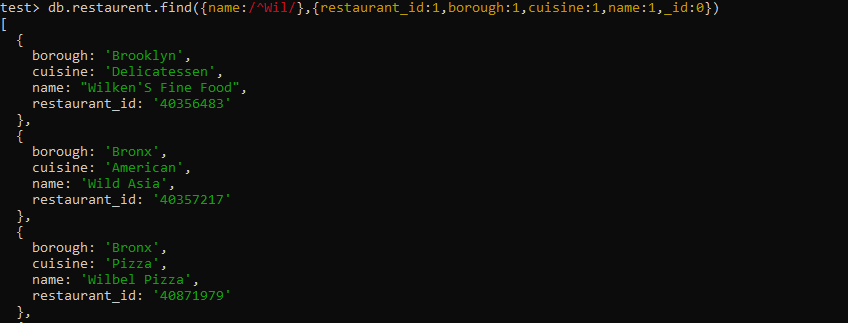 test> db.restaurent.find({name:/^Wil/},{restaurant_id:1,borough:1,cuisine:1,name:1,_id:0})
[
  {
    borough: 'Brooklyn',
    cuisine: 'Delicatessen',
    name: "Wilken'S Fine Food",
    restaurant_id: '40356483'
  },
  {
    borough: 'Bronx',
    cuisine: 'American',
    name: 'Wild Asia',
    restaurant_id: '40357217'
  },
  {
    borough: 'Bronx',
    cuisine: 'Pizza',
    name: 'Wilbel Pizza',
    restaurant_id: '40871979'
  },